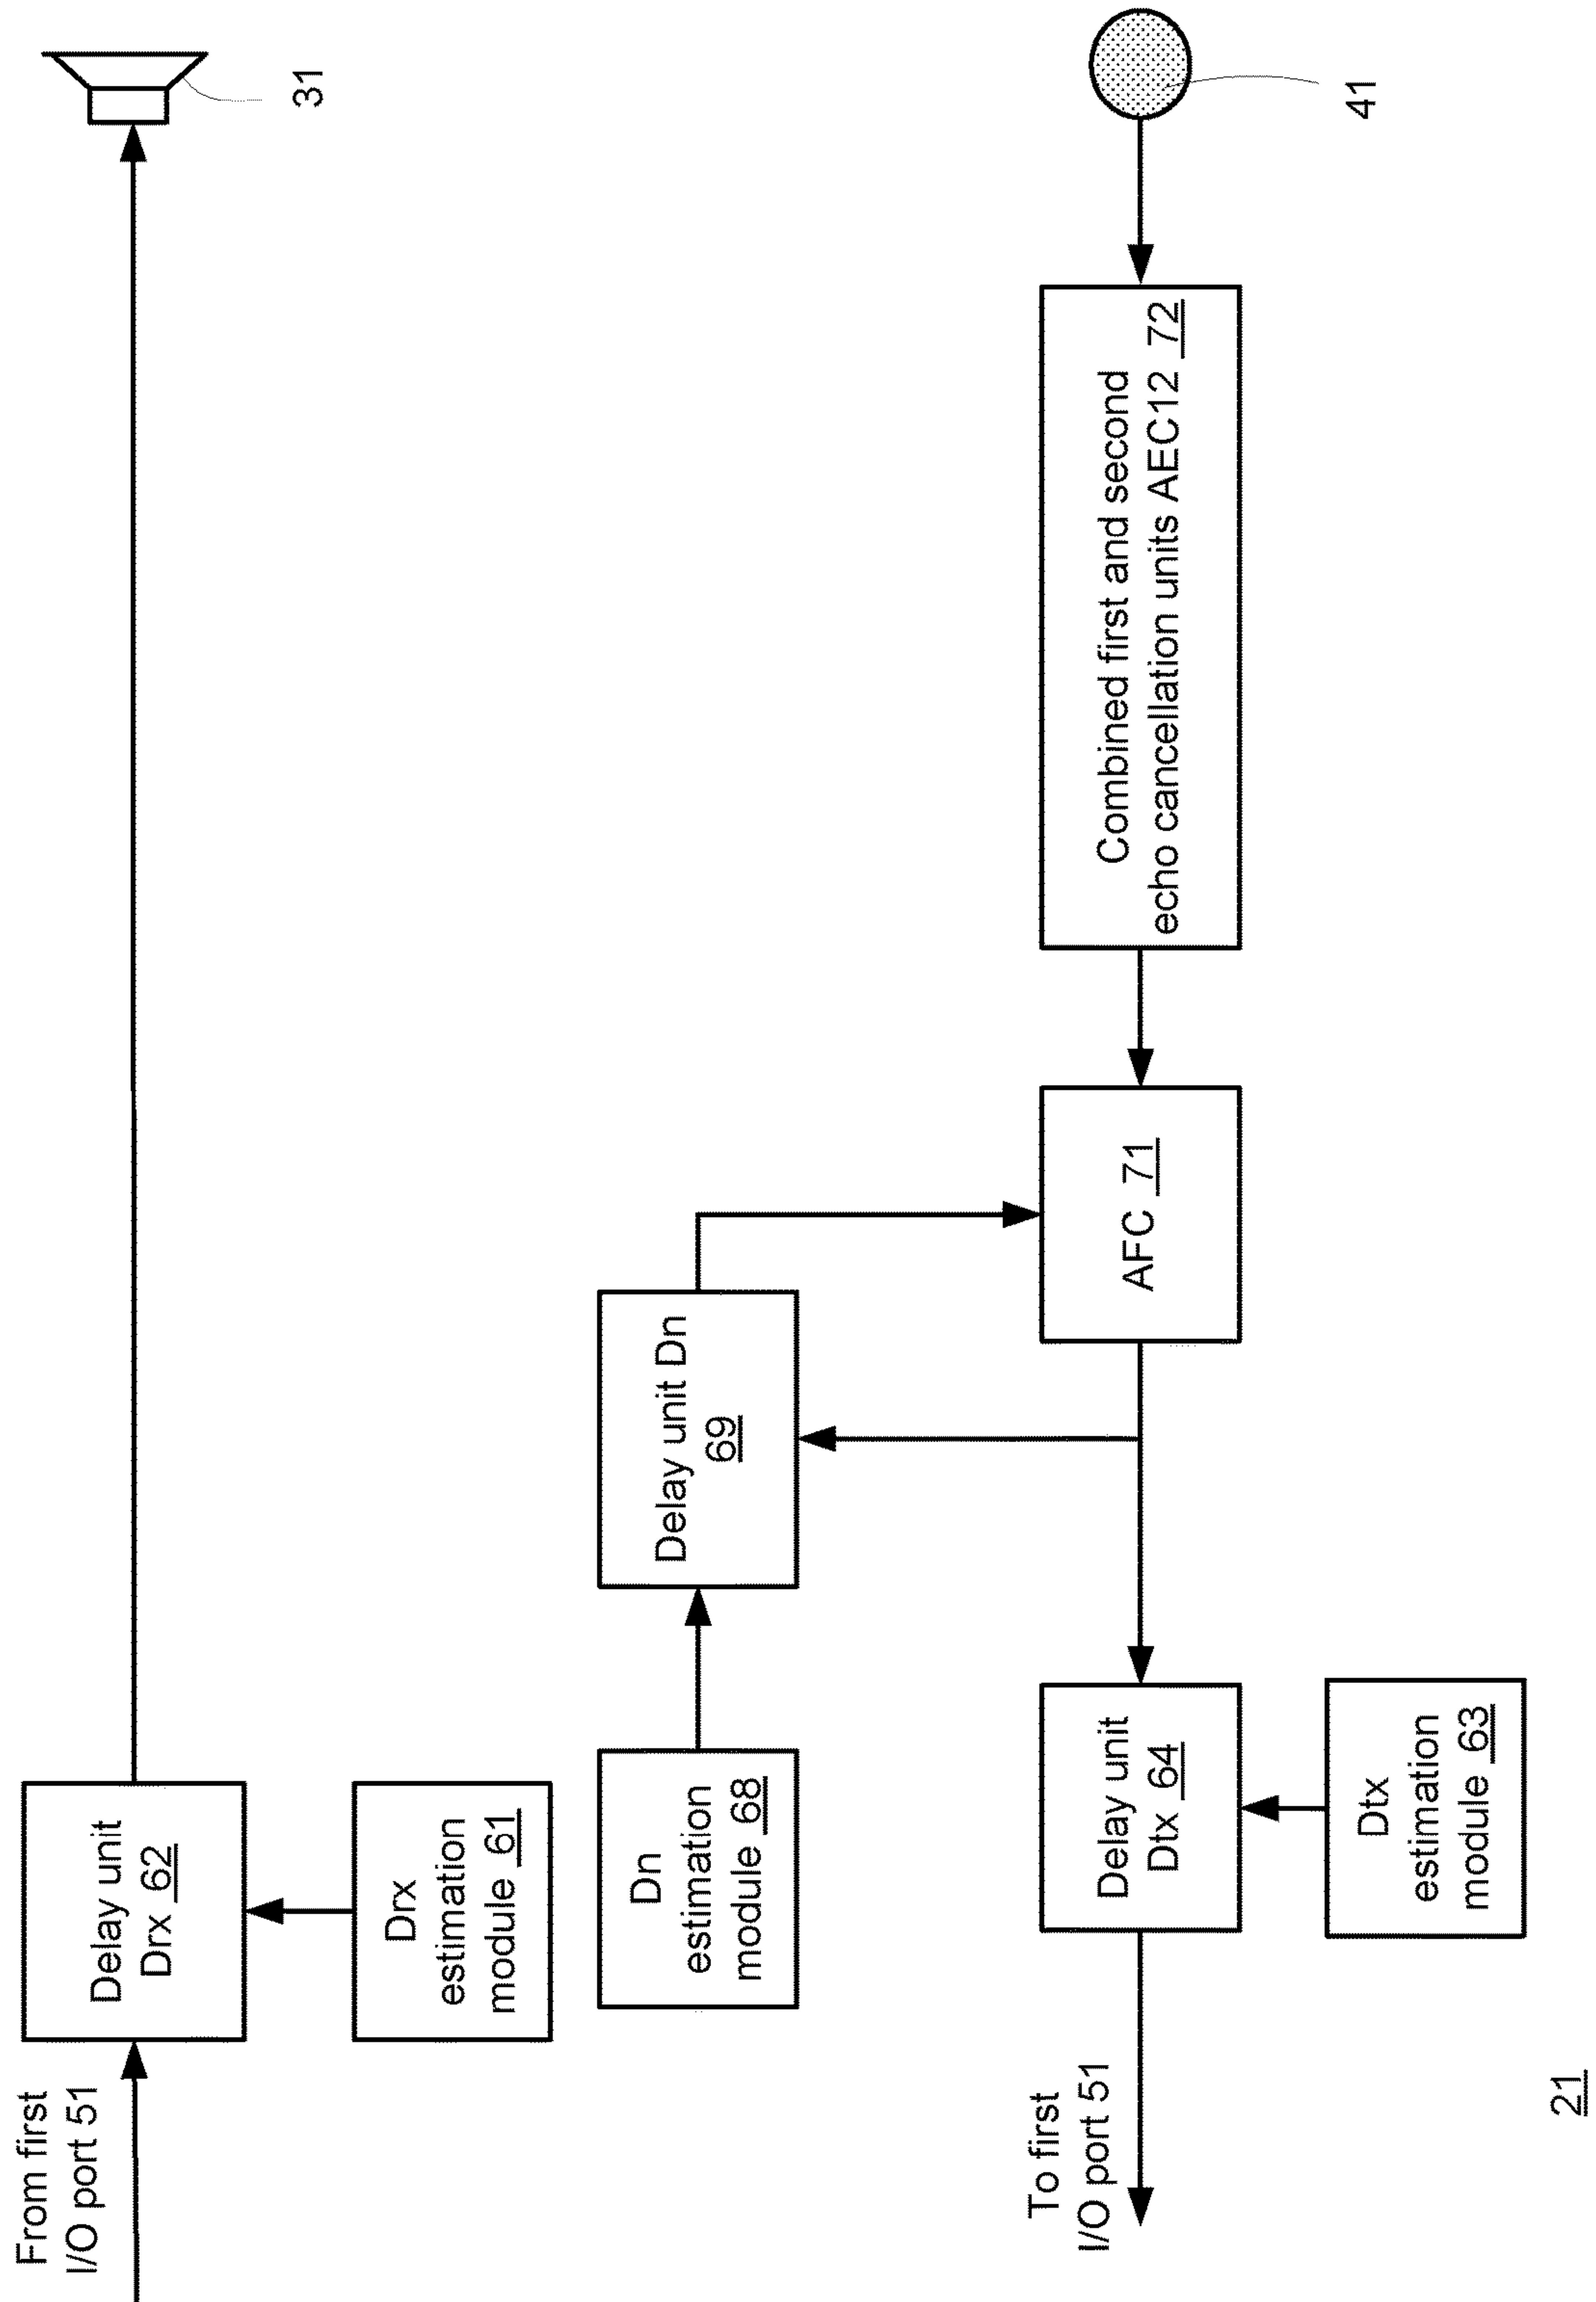 From first
I/O port 51
Delay unit
Drx 62
31
Drx
estimation
module 61
Dn
estimation
module 68
Delay unit Dn
69
To first
I/O port 51
Delay unit
Dtx 64
AFC 71
Combined first and second
echo cancellation units AEC12 72
41
Dtx
estimation
module 63
21